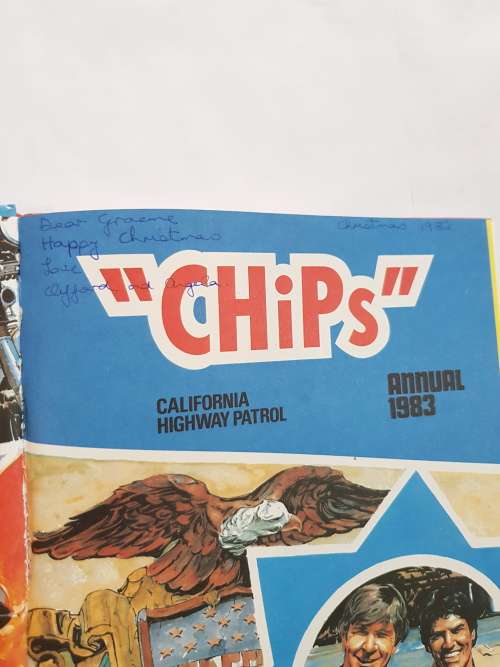 Dear Graeme
Happy Christmas
Love
Clifford and Angela.
Christmas 1982
"CHiPs"
CALIFORNIA
HIGHWAY PATROL
ANNUAL
1983